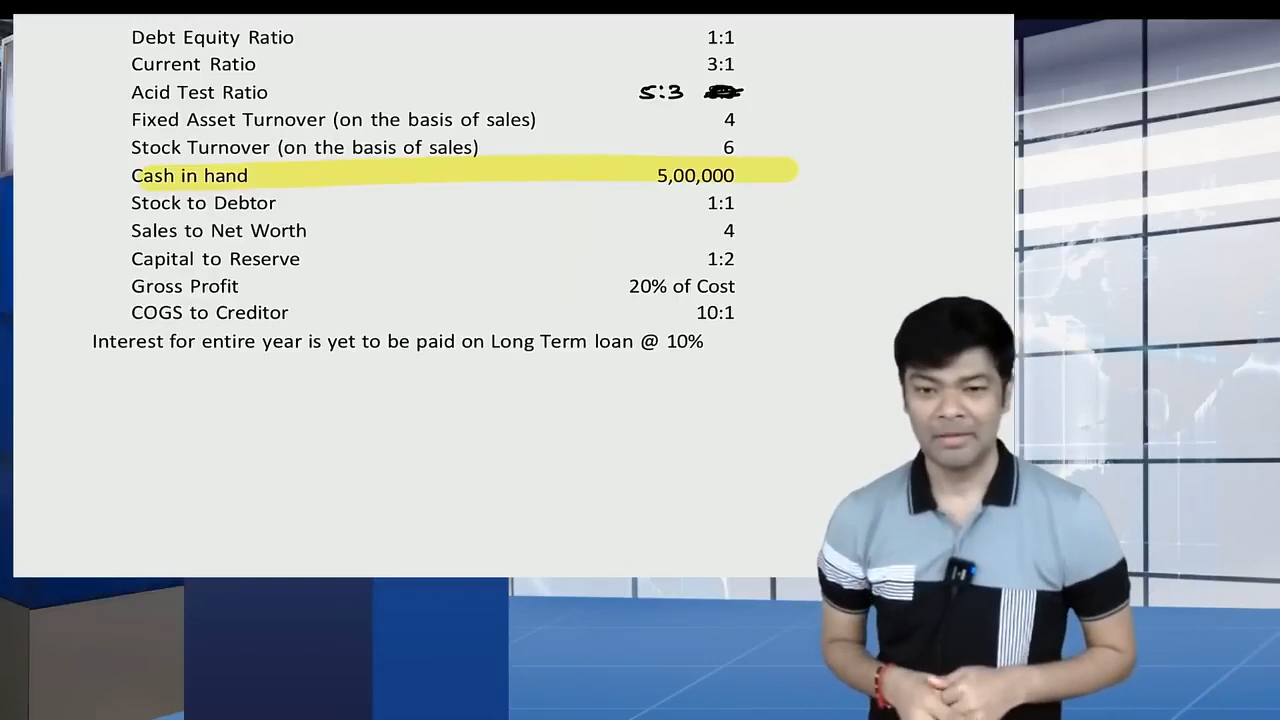 Debt Equity Ratio 1:1
Current Ratio 3:1
Acid Test Ratio 5:3
Fixed Asset Turnover (on the basis of sales) 4
Stock Turnover (on the basis of sales) 6
Cash in hand 5,00,000
Stock to Debtor 1:1
Sales to Net Worth 4
Capital to Reserve 1:2
Gross Profit 20% of Cost
COGS to Creditor 10:1
Interest for entire year is yet to be paid on Long Term loan @ 10%